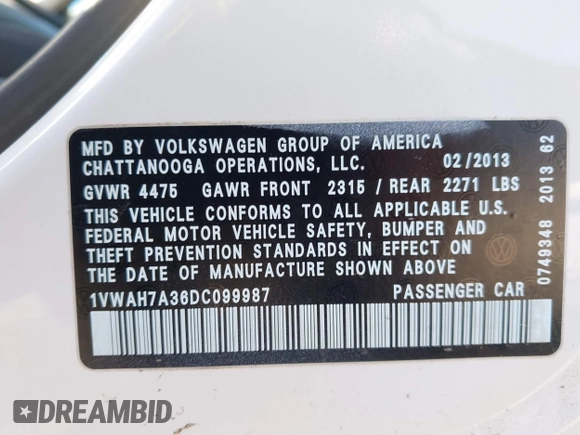 MFD BY VOLKSWAGEN GROUP OF AMERICA
CHATTANOOGA OPERATIONS, LLC. 02/2013
GVWR 4475 GAWR FRONT 2315/REAR 2271 LBS
THIS VEHICLE CONFORMS TO ALL APPLICABLE U.S.
FEDERAL MOTOR VEHICLE SAFETY, BUMPER AND
THEFT PREVENTION STANDARDS IN EFFECT ON
THE DATE OF MANUFACTURE SHOWN ABOVE
1VWAH7A36DC099987 PASSENGER CAR
0749348 2013 62
DREAMBID